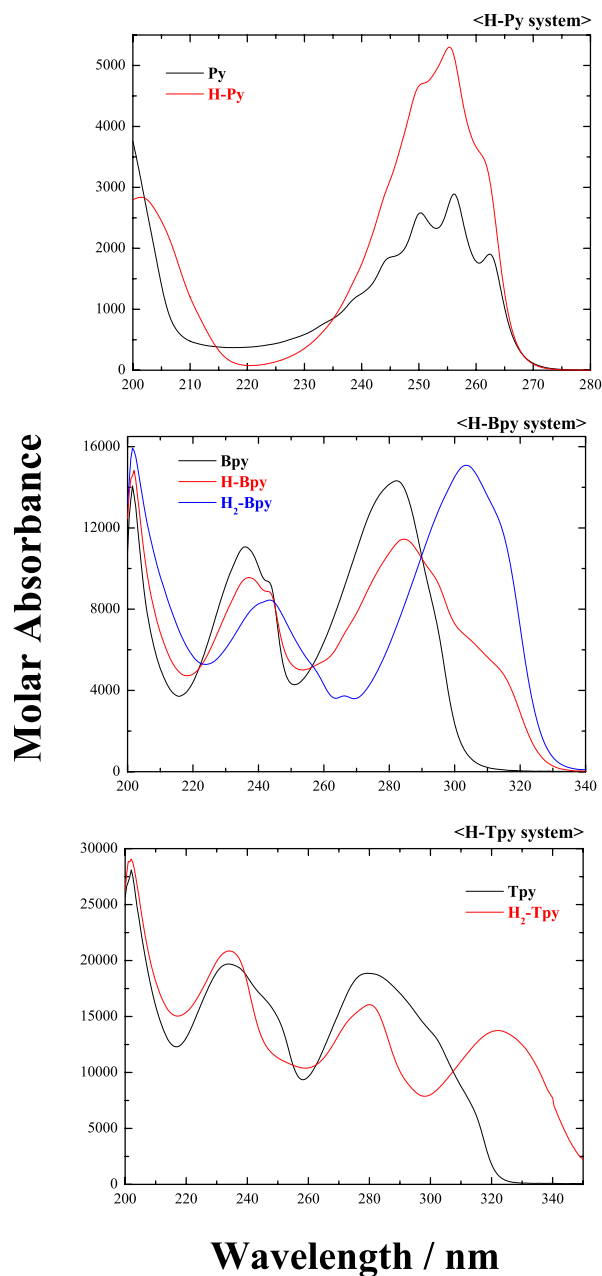 <H-Py system>
Py
H-Py
5000
4000
3000
2000
1000
0
200 210 220 230 240 250 260 270 280
<H-Bpy system>
Bpy
H-Bpy
H2-Bpy
16000
12000
8000
4000
0
200 220 240 260 280 300 320 340
<H-Tpy system>
Tpy
H2-Tpy
30000
25000
20000
15000
10000
5000
0
200 220 240 260 280 300 320 340
Molar Absorbance
Wavelength / nm